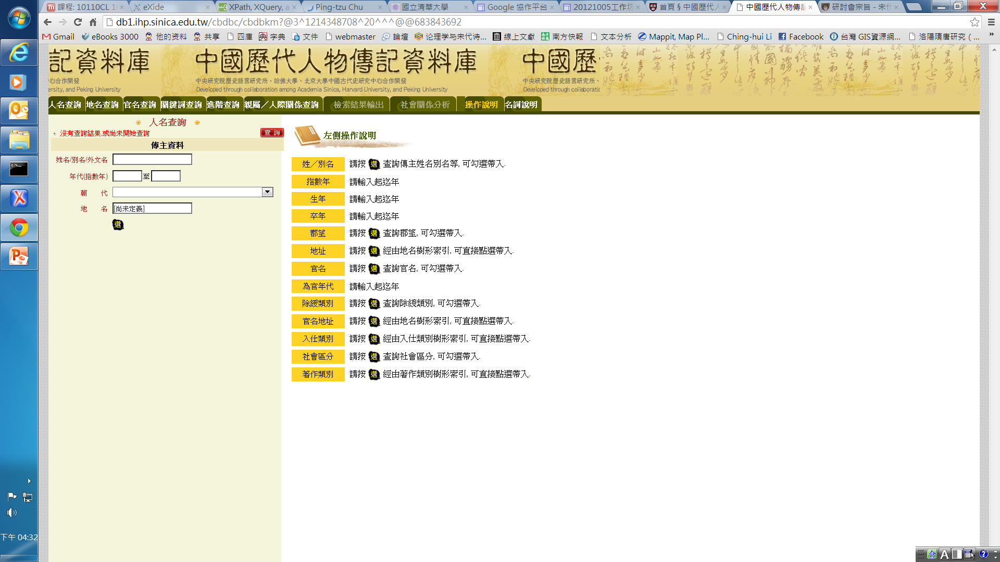 課程: 10110CL 1
eXide
XPath, XQuery, a
Ping-tzu Chu
國立清華大學
Google 協作平台
20121005工作坊
首頁 § 中國歷代人
中國歷代人物傳記
研討會宗旨 - 宋代
db1.ihp.sinica.edu.tw/cbdbc/cbdbkm?@3^1214348708^20^^^@@683843692
Gmail
eBooks 3000
他的资料
共享
四庫
字典
文件
webmaster
論壇
论理学与宋代诗...
線上文獻
南方快報
文本分析
Mappit, Map Pl...
Ching-hui Li
Facebook
台灣 GIS資源網...
洛陽隋唐研究 ( ...
記資料庫
中國歷代人物傳記資料庫
中國歷
心合作開發
中央研究院歷史語言研究所、哈佛大學、北京大學中國古代史研究中心合作開發
中央研究院歷史語言研究所、
ersity, and Peking University
Developed through collaboration among Academia Sinica, Harvard University, and Peking University
Developed through collaboratic
人名查詢
地名查詢
官名查詢
關鍵詞查詢
進階查詢
親屬／人際關係查詢
檢索結果輸出
社會關係分析
操作說明
名詞說明
人名查詢
沒有查詢結果,或尚未開始查詢
查 詢
傳主資料
姓名/別名/外文名
年代(指數年)
至
朝 代
地 名
[尚未定義]
選
左側操作說明
姓／別名 請按 選 查詢傳主姓名別名等, 可勾選帶入.
指數年 請輸入起迄年
生年 請輸入起迄年
卒年 請輸入起迄年
郡望 請按 選 查詢郡望, 可勾選帶入.
地址 請按 選 經由地名樹形索引, 可直接點選帶入.
官名 請按 選 查詢官名, 可勾選帶入.
為官年代 請輸入起迄年
除綬類別 請按 選 查詢除綬類別, 可勾選帶入.
官名地址 請按 選 經由地名樹形索引, 可直接點選帶入.
入仕類別 請按 選 經由入仕類別樹形索引, 可直接點選帶入.
社會區分 請按 選 查詢社會區分, 可勾選帶入.
著作類別 請按 選 經由著作類別樹形索引, 可直接點選帶入.
下午 04:32
A